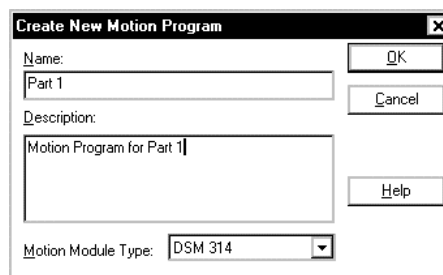 Create New Motion Program
Name:
OK
Part 1
Cancel
Description:
Motion Program for Part 1
Help
Motion Module Type: DSM 314